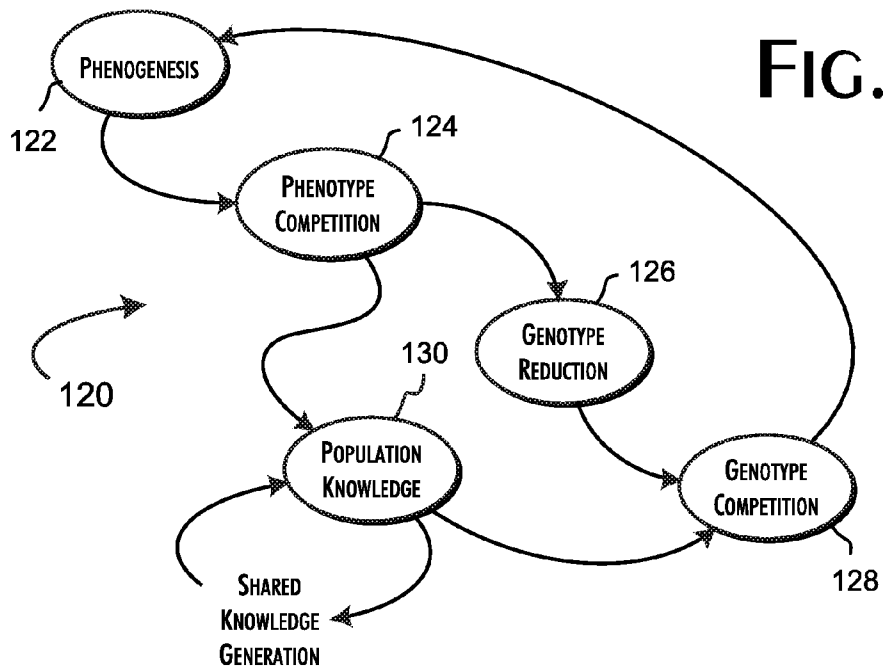 PHENOGENESIS
FIG.
122
124
PHENOTYPE
COMPETITION
126
GENOTYPE
REDUCTION
120
130
POPULATION
KNOWLEDGE
GENOTYPE
COMPETITION
128
SHARED
KNOWLEDGE
GENERATION